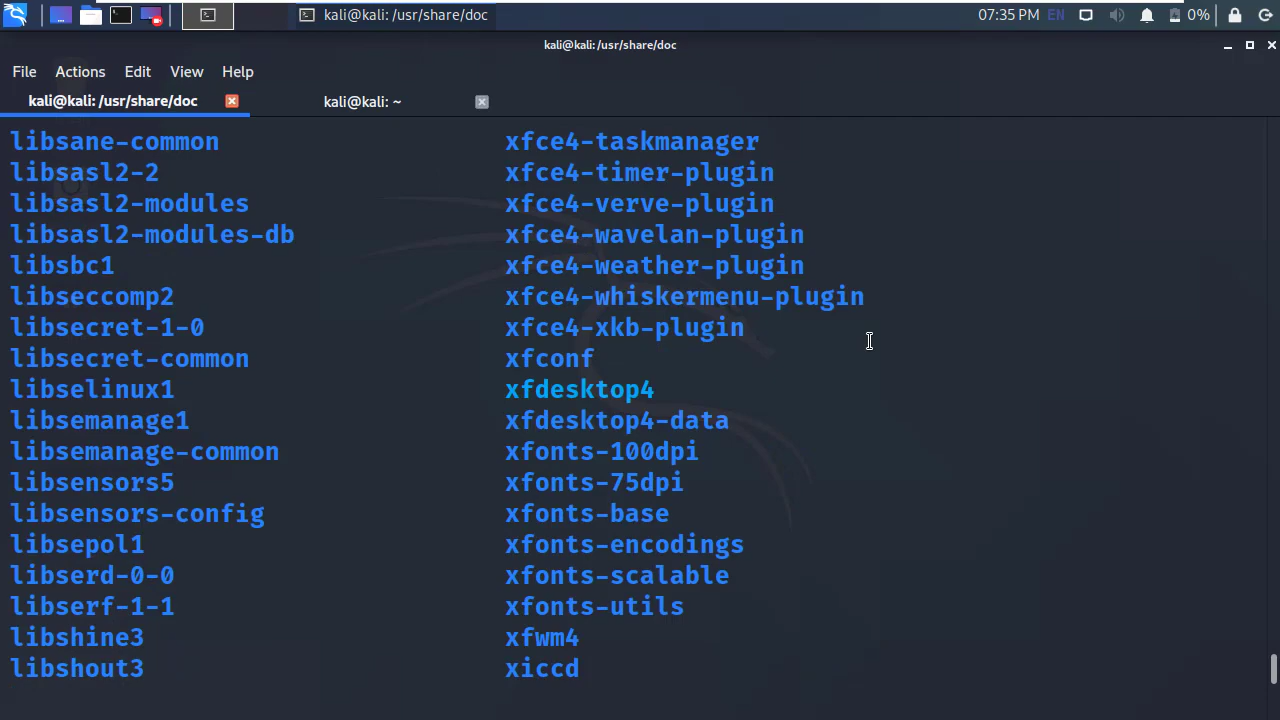 kali@kali: /usr/share/doc 07:35 PM EN 0%
kali@kali:/usr/share/doc
File Actions Edit View Help
kali@kali: /usr/share/doc kali@kali: ~
libsane-common xfce4-taskmanager
libsasl2-2 xfce4-timer-plugin
libsasl2-modules xfce4-verve-plugin
libsasl2-modules-db xfce4-wavelan-plugin
libsbc1 xfce4-weather-plugin
libseccomp2 xfce4-whiskermenu-plugin
libsecret-1-0 xfce4-xkb-plugin
libsecret-common xfconf
libselinux1 xfdesktop4
libsemanage1 xfdesktop4-data
libsemanage-common xfonts-100dpi
libsensors5 xfonts-75dpi
libsensors-config xfonts-base
libsepol1 xfonts-encodings
libserd-0-0 xfonts-scalable
libserf-1-1 xfonts-utils
libshine3 xfwm4
libshout3 xiccd